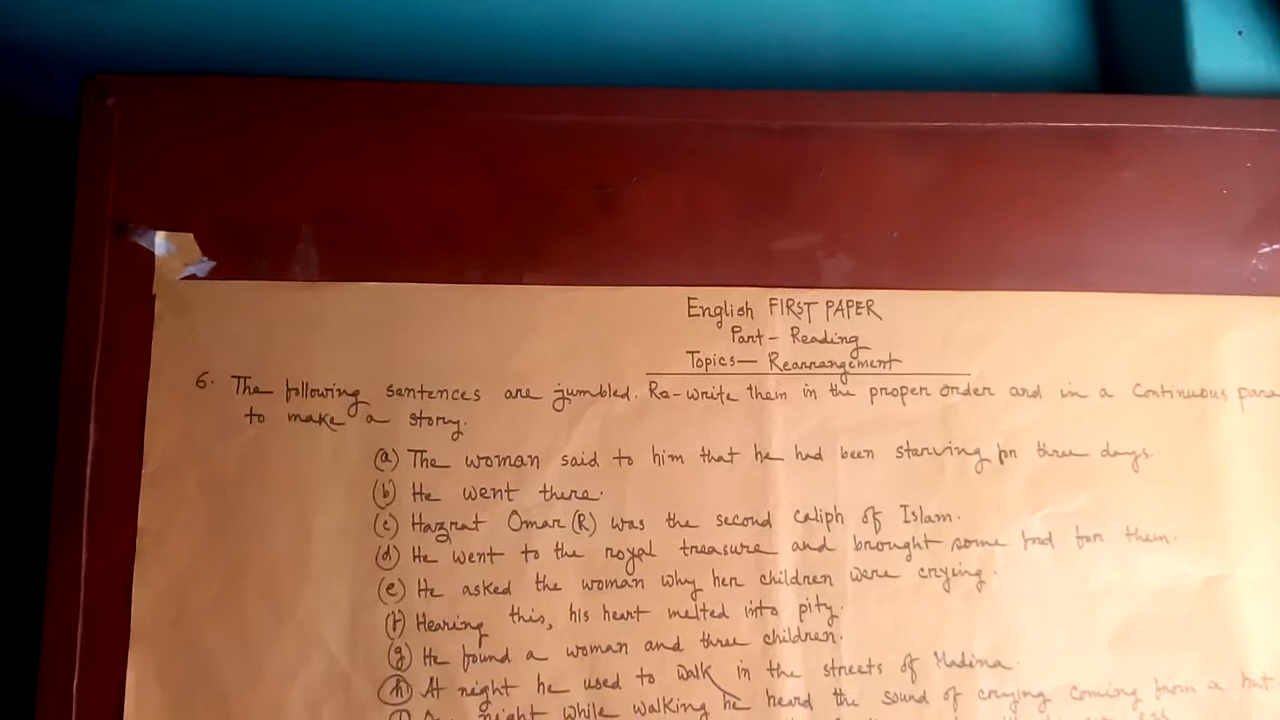 English FIRST PAPER
Part - Reading
Topics - Rearrangement
6. The following sentences are jumbled. Re-write them in the proper order and in a Continuous para
to make a story.
(a) The woman said to him that he had been starving for three days.
(b) He went there.
(c) Hazrat Omar (R) was the second caliph of Islam.
(d) He went to the royal treasure and brought some food for them.
(e) He asked the woman why her children were crying.
(f) Hearing this, his heart melted into pity.
(g) He found a woman and three children.
(h) At night he used to walk in the streets of Madina.
night while walking he heard the sound of crying coming from a hut